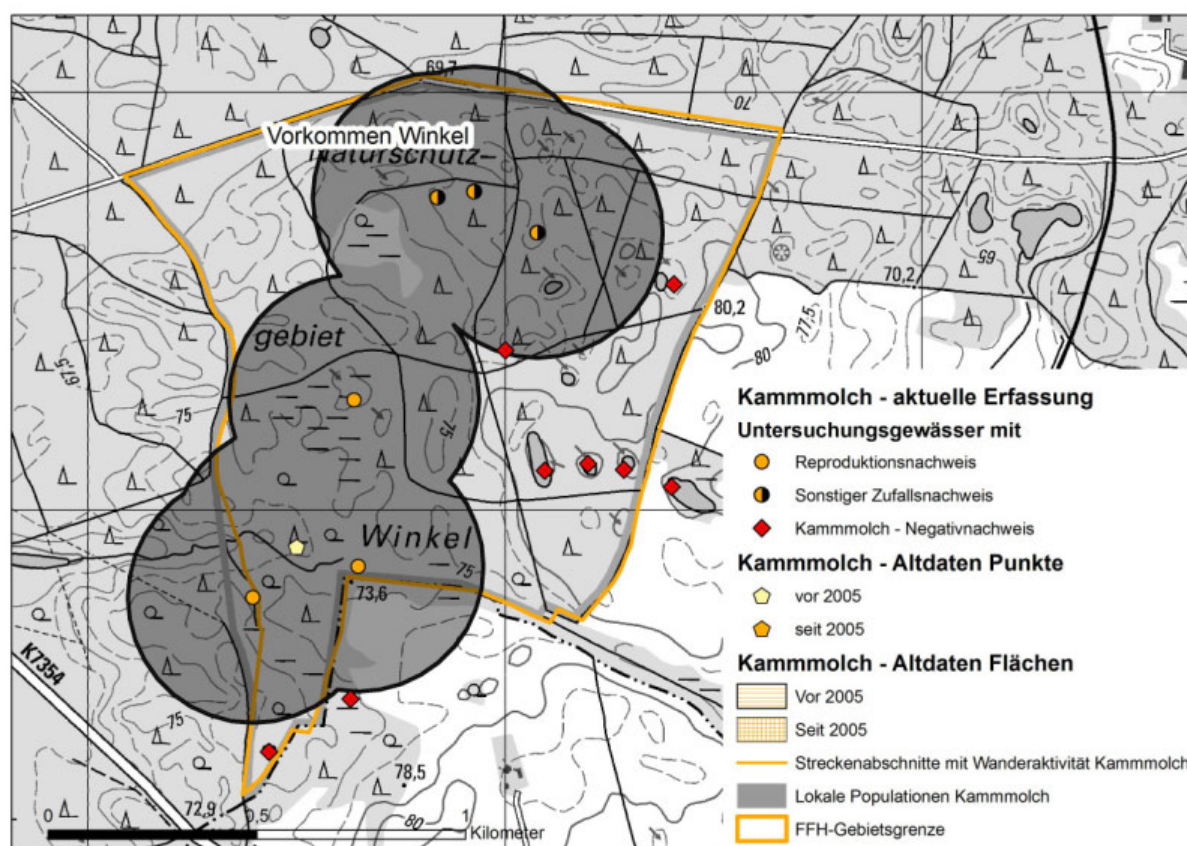 69,7
70
Vorkommen Winkel
Naturschutz-
65
70,2
80,2
77,5
80
gebiet
67,5
75
75
Winkel
75
73,6
K7354
75
78,5
72,9
80
0
0,5
1
Kilometer
Kammmolch - aktuelle Erfassung
Untersuchungsgewässer mit
Reproduktionsnachweis
Sonstiger Zufallsnachweis
Kammmolch - Negativnachweis
Kammmolch - Altdaten Punkte
vor 2005
seit 2005
Kammmolch - Altdaten Flächen
Vor 2005
Seit 2005
Streckenabschnitte mit Wanderaktivität Kammmolch
Lokale Populationen Kammmolch
FFH-Gebietsgrenze